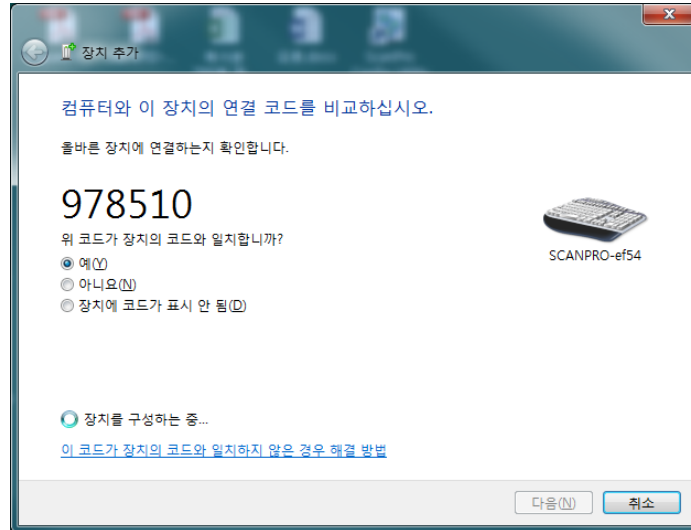 장치 추가
컴퓨터와 이 장치의 연결 코드를 비교하십시오.
올바른 장치에 연결하는지 확인합니다.
978510
위 코드가 장치의 코드와 일치합니까?
예(Y)
아니요(N)
장치에 코드가 표시 안 됨(D)
SCANPRO-ef54
장치를 구성하는 중...
이 코드가 장치의 코드와 일치하지 않은 경우 해결 방법
다음(N)
취소